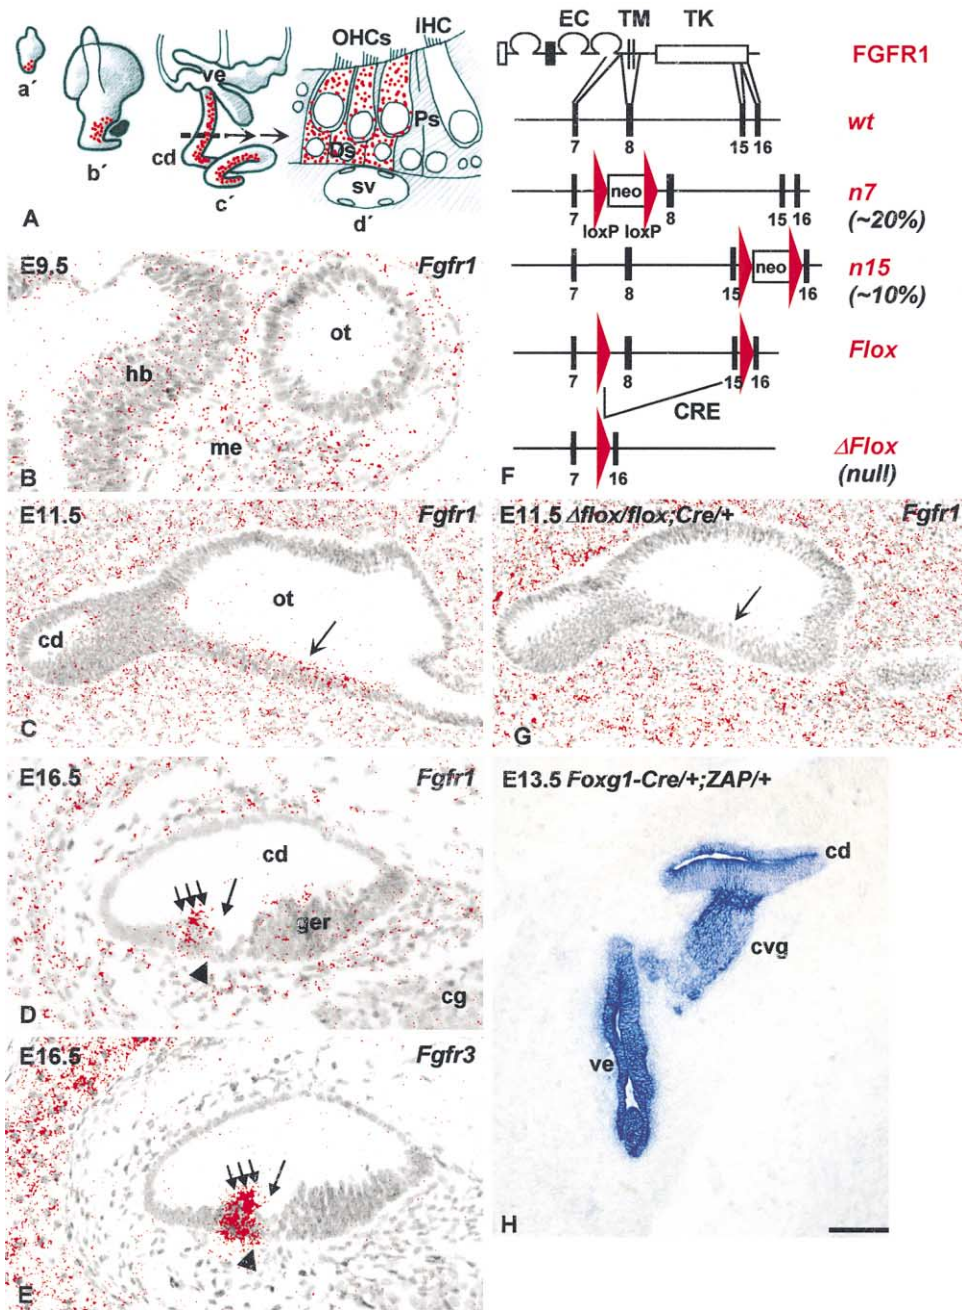 OHCs IHC
a´
b´
ve
cd
c´
Ps
Ds
sv
d´
A
E9.5 Fgfr1
ot
hb
me
B
E11.5 Fgfr1
ot
cd
C
E16.5 Fgfr1
cd
ger
cg
D
E16.5 Fgfr3
E
EC TM TK
FGFR1
wt
7 8 15 16
neo
n7
7 8 15 16
loxP loxP
(~20%)
neo
n15
7 8 15 16
(~10%)
Flox
7 8 15 16
CRE
ΔFlox
7 16
(null)
F
E11.5 Δflox/flox;Cre/+ Fgfr1
G
E13.5 Foxg1-Cre/+;ZAP/+
cd
cvg
ve
H